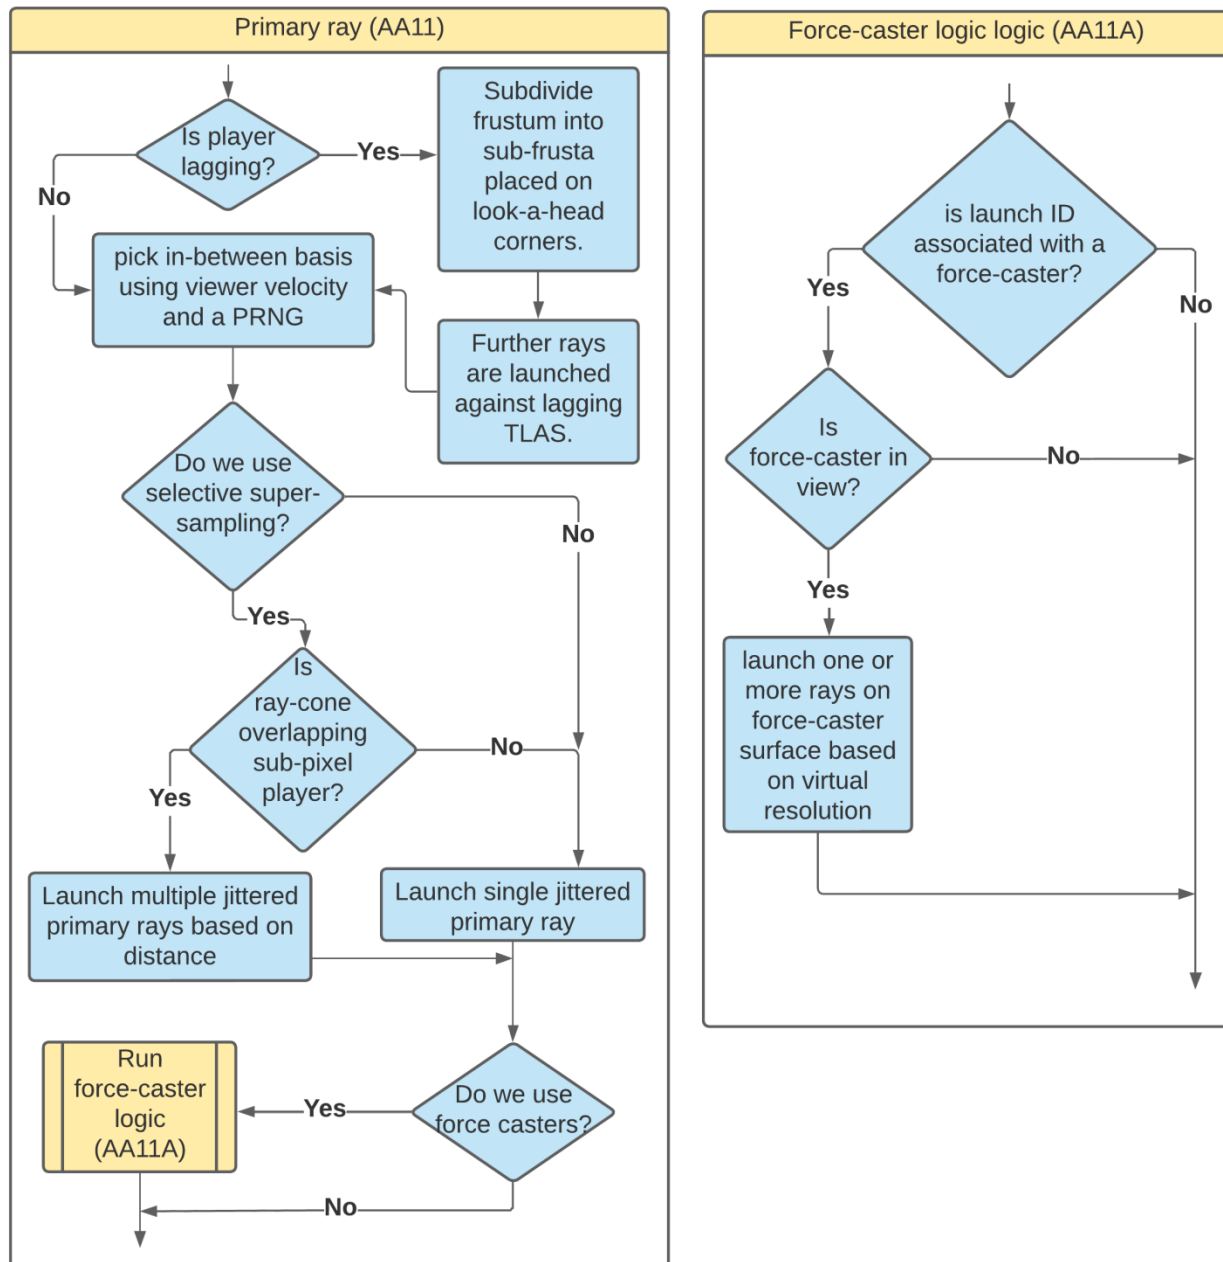 Primary ray (AA11)
Is player
lagging?
Yes
No
Subdivide
frustum into
sub-frusta
placed on
look-a-head
corners.
pick in-between basis
using viewer velocity
and a PRNG
Further rays
are launched
against lagging
TLAS.
Do we use
selective super-
sampling?
No
Yes
Is
ray-cone
overlapping
sub-pixel
player?
No
Yes
Launch multiple jittered
primary rays based on
distance
Launch single jittered
primary ray
Do we use
force casters?
Yes
Run
force-caster
logic
(AA11A)
No
Force-caster logic logic (AA11A)
is launch ID
associated with a
force-caster?
Yes
No
Is
force-caster in
view?
No
Yes
launch one or
more rays on
force-caster
surface based
on virtual
resolution